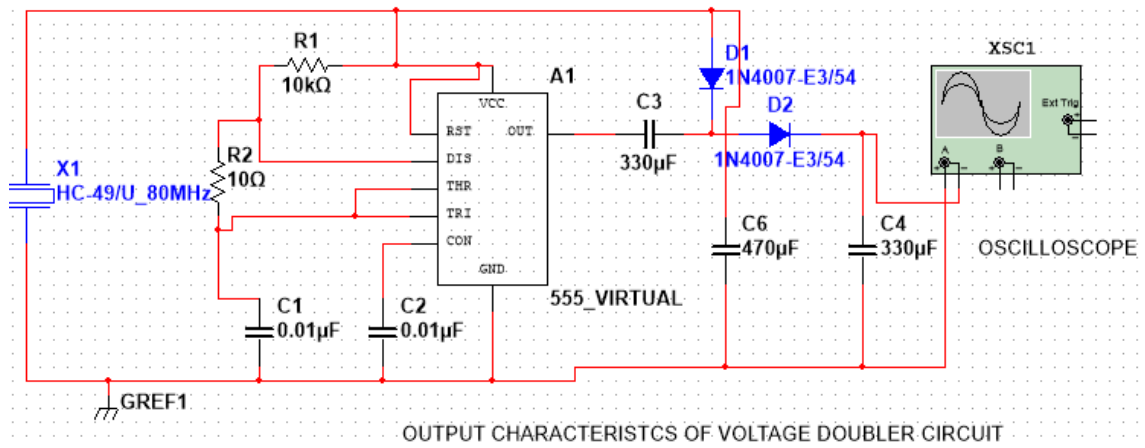 R1
10kΩ
XSC1
D1
1N4007-E3/54
A1
Ext Trig
+
−
VCC
C3
D2
RST
OUT
330µF
1N4007-E3/54
A
B
+ − + −
R2
10Ω
DIS
X1
HC-49/U_80MHz
THR
TRI
CON
C6
470µF
C4
330µF
OSCILLOSCOPE
GND
555_VIRTUAL
C1
0.01µF
C2
0.01µF
GREF1
OUTPUT CHARACTERISTCS OF VOLTAGE DOUBLER CIRCUIT